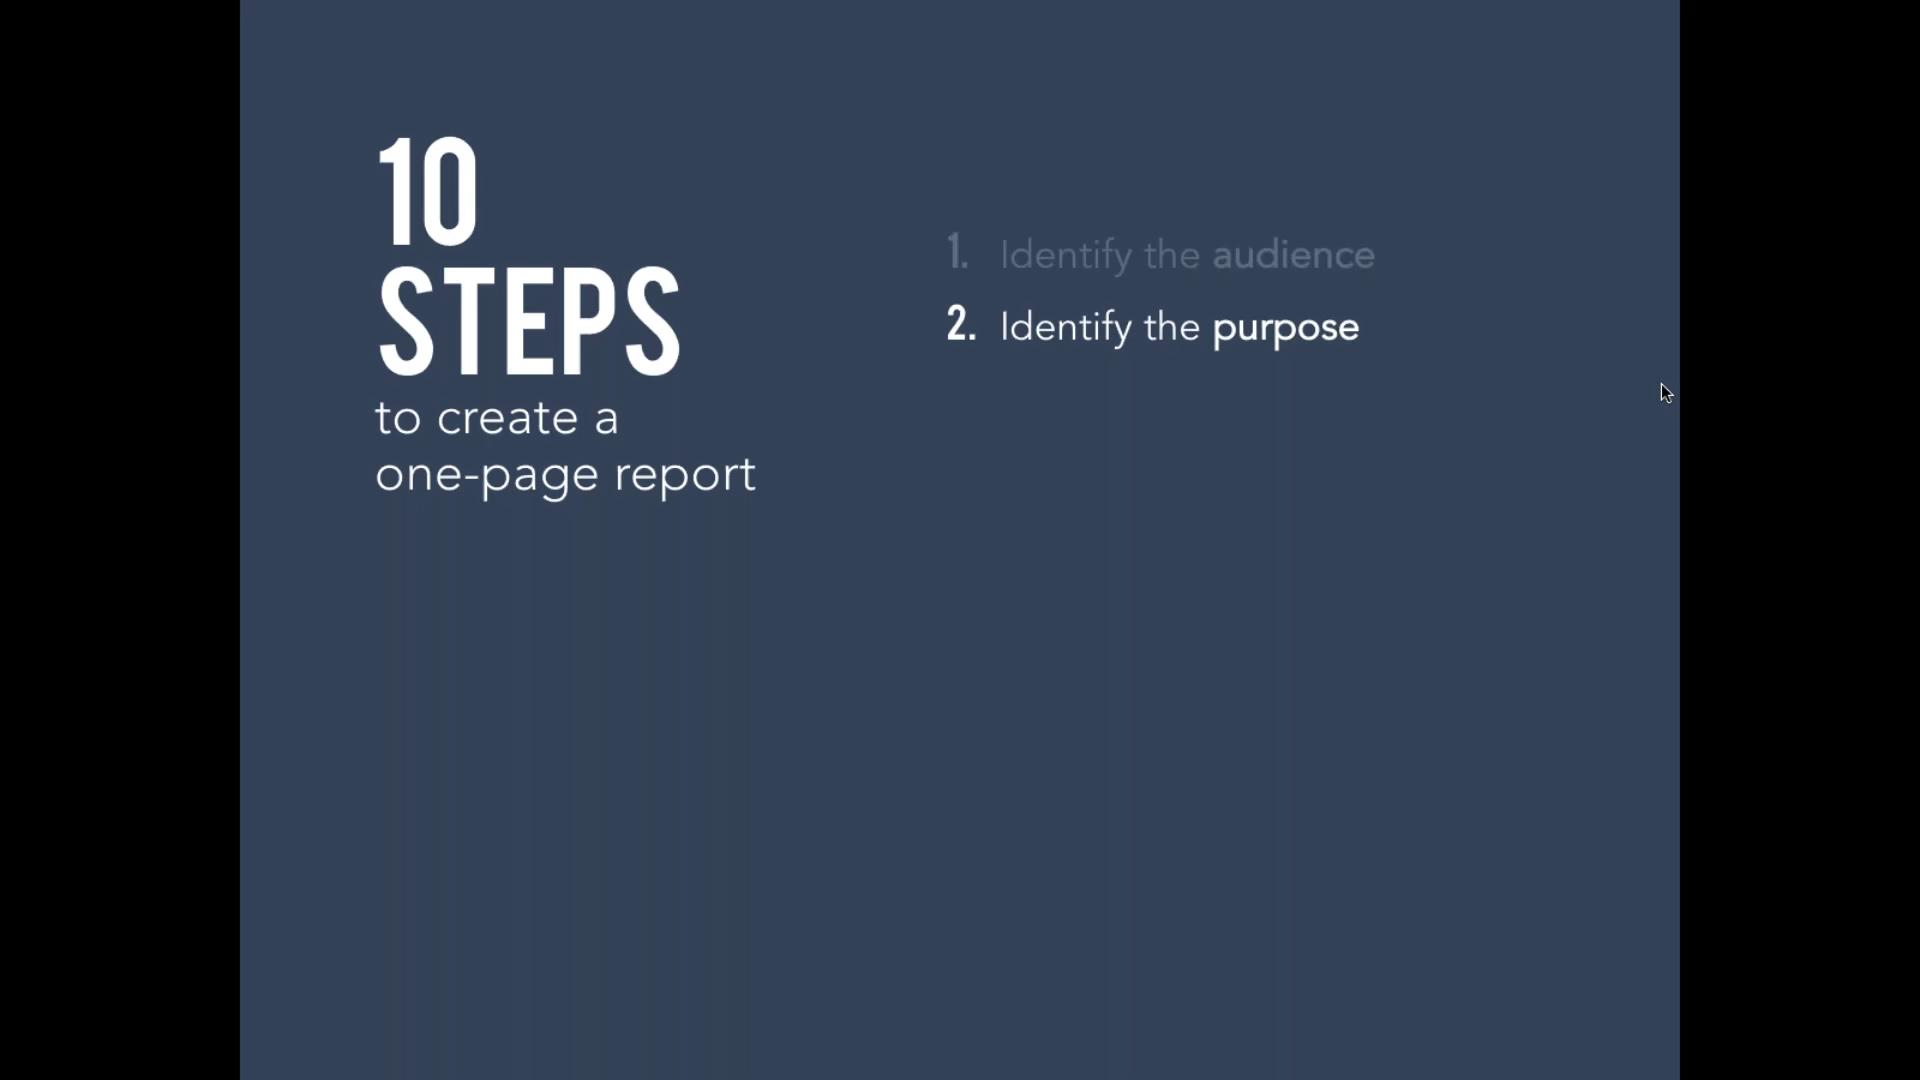 10
STEPS
to create a
one-page report
1. Identify the audience
2. Identify the purpose